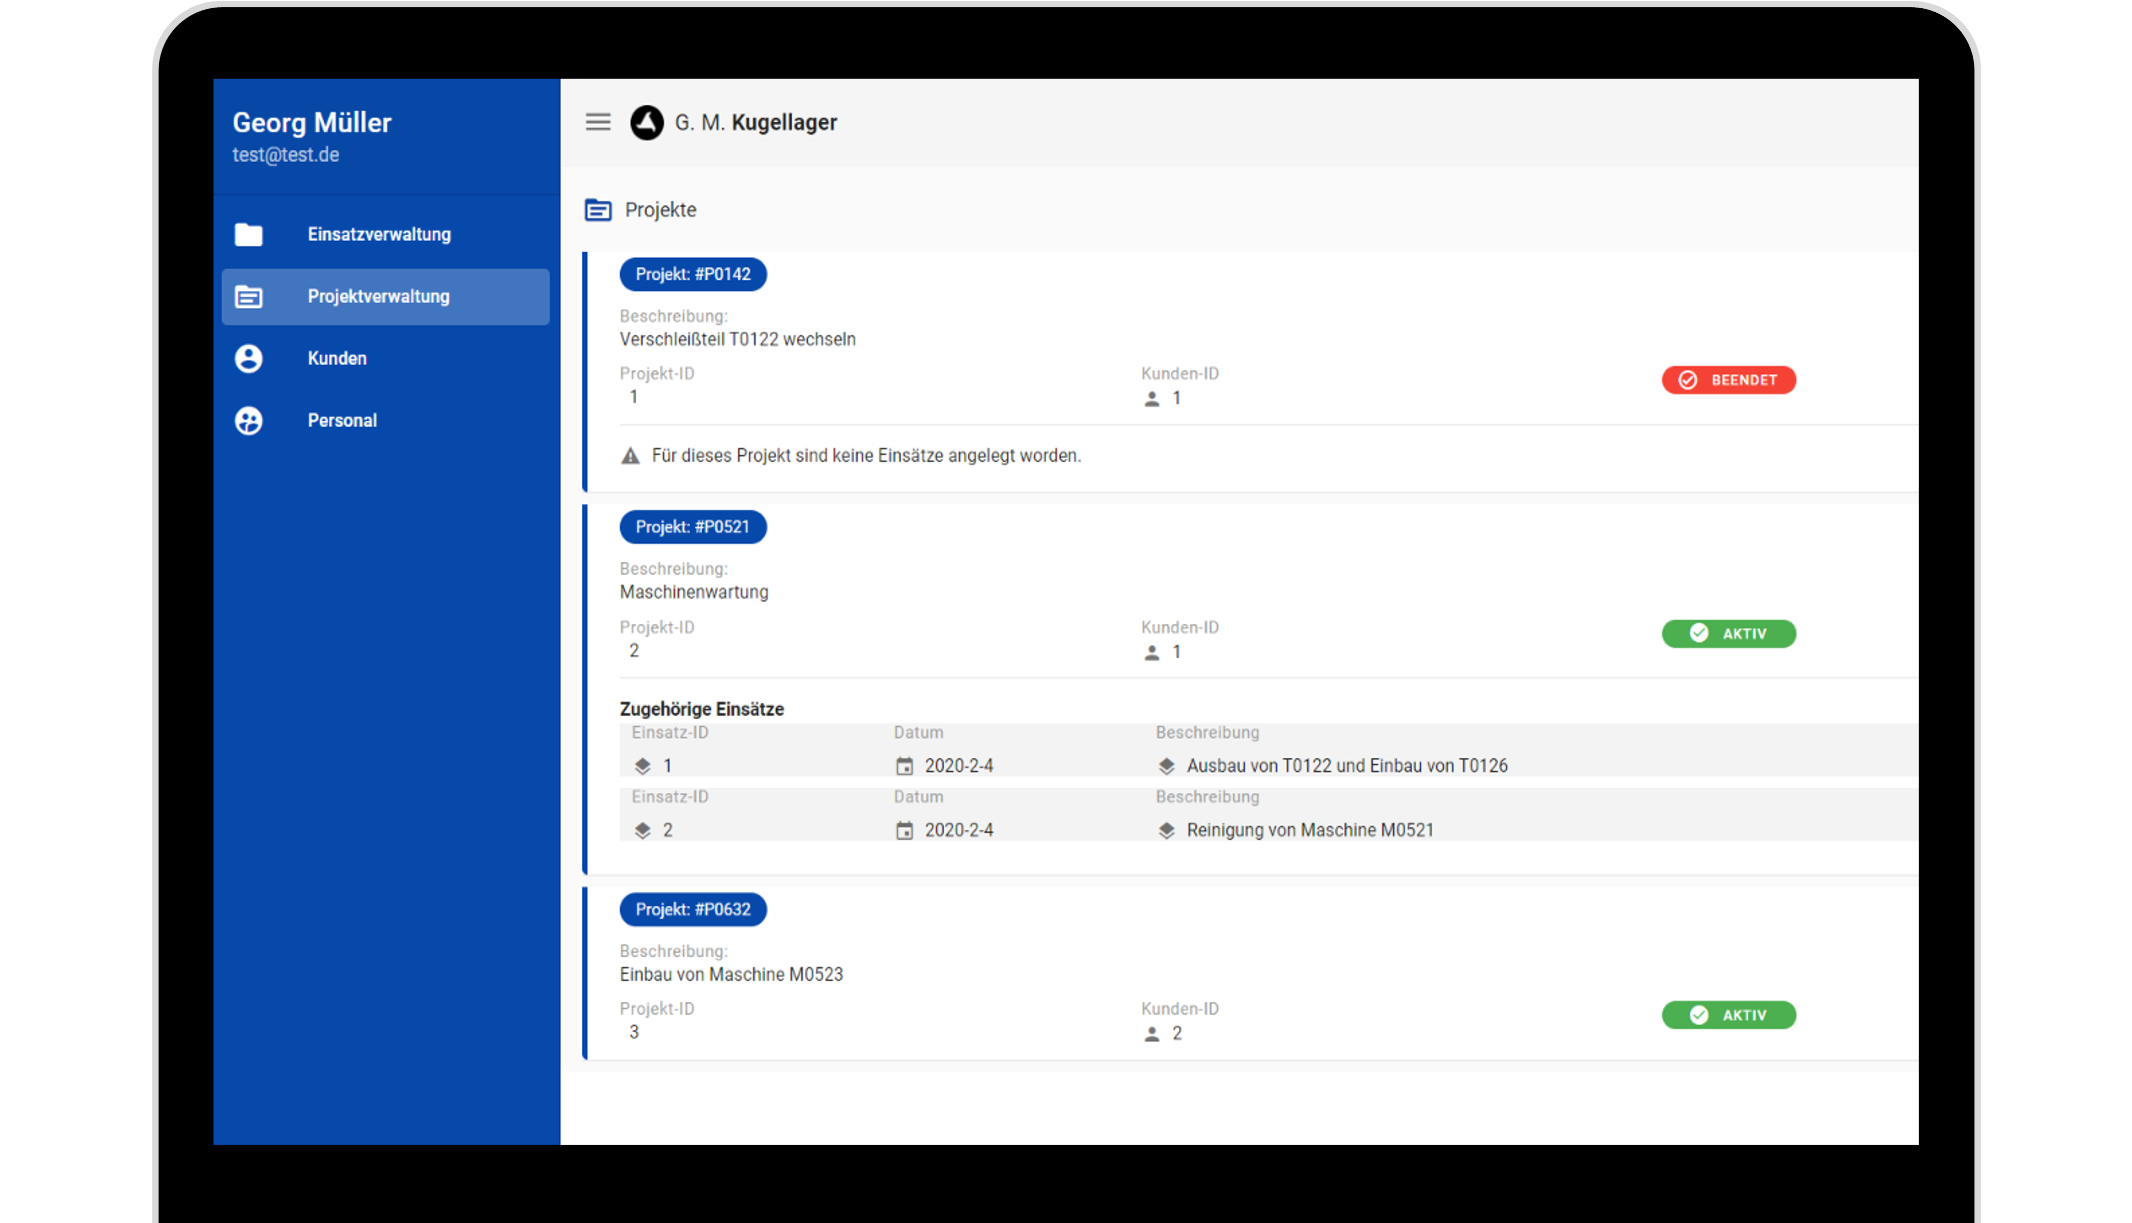 Georg Müller
test@test.de
Einsatzverwaltung
Projektverwaltung
Kunden
Personal
G. M. Kugellager
Projekte
Projekt: #P0142
Beschreibung:
Verschleißteil T0122 wechseln
Projekt-ID Kunden-ID
1 1
BEENDET
Für dieses Projekt sind keine Einsätze angelegt worden.
Projekt: #P0521
Beschreibung:
Maschinenwartung
Projekt-ID Kunden-ID
2 1
AKTIV
Zugehörige Einsätze
Einsatz-ID Datum Beschreibung
1 2020-2-4 Ausbau von T0122 und Einbau von T0126
Einsatz-ID Datum Beschreibung
2 2020-2-4 Reinigung von Maschine M0521
Projekt: #P0632
Beschreibung:
Einbau von Maschine M0523
Projekt-ID Kunden-ID
3 2
AKTIV